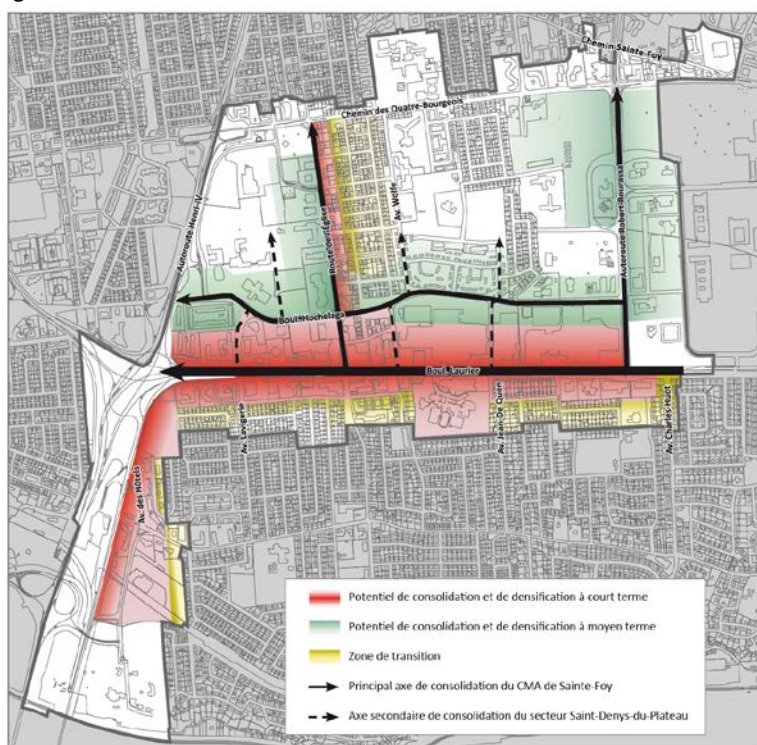 Chemin Sainte-Foy
Chemin des Quatre-Bourgeois
Autoroute Henri-IV
Route de l'Église
Av. Wolfe
Autoroute Robert-Bourassa
Boul. Hochelaga
Boul. Laurier
Av. Lavigerie
Av. Jean-De Quen
Av. Charles-Huot
Av. des Hôtels
Potentiel de consolidation et de densification à court terme
Potentiel de consolidation et de densification à moyen terme
Zone de transition
Principal axe de consolidation du CMA de Sainte-Foy
Axe secondaire de consolidation du secteur Saint-Denys-du-Plateau